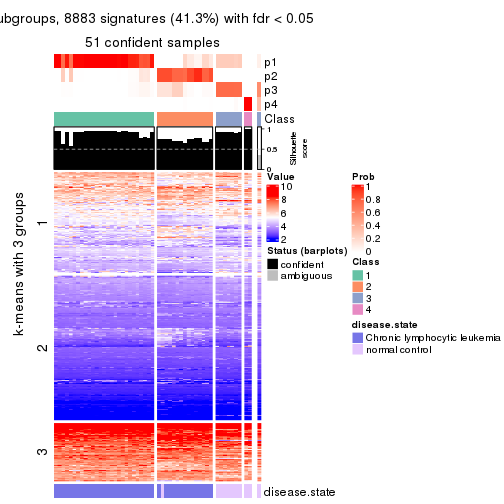 ubgroups, 8883 signatures (41.3%) with fdr < 0.05
51 confident samples
p1
p2
p3
p4
Class
1
0.5
0
Silhouette
score
k-means with 3 groups
1
2
3
disease.state
Value
10
8
6
4
2
Status (barplots)
confident
ambiguous
Prob
1
0.8
0.6
0.4
0.2
0
Class
1
2
3
4
disease.state
Chronic lymphocytic leukemia
normal control